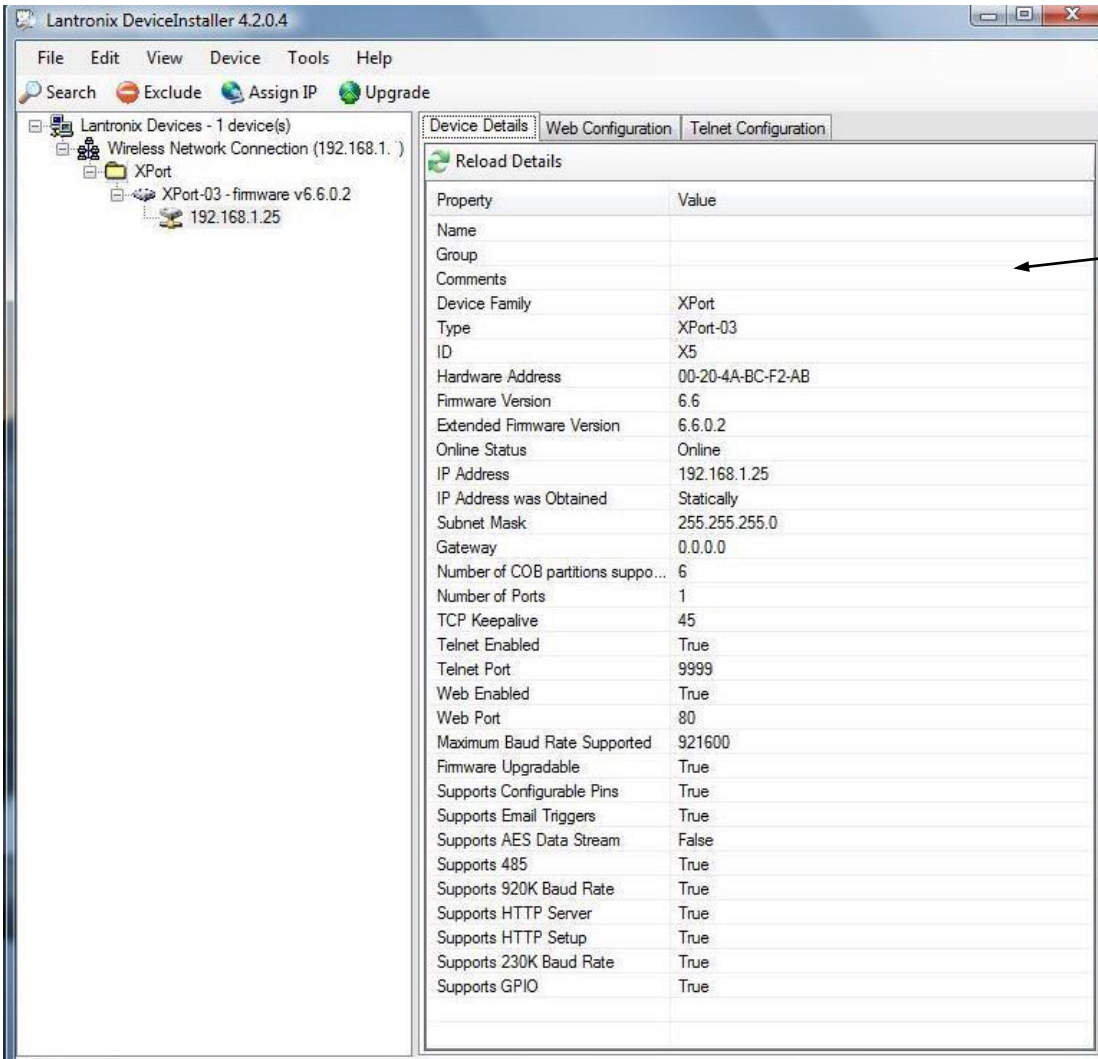 Lantronix DeviceInstaller 4.2.0.4
File Edit View Device Tools Help
Search Exclude Assign IP Upgrade
Lantronix Devices - 1 device(s)
Wireless Network Connection (192.168.1. )
XPort
XPort-03 - firmware v6.6.0.2
192.168.1.25
Device Details Web Configuration Telnet Configuration
Reload Details
Property Value
Name
Group
Comments
Device Family XPort
Type XPort-03
ID X5
Hardware Address 00-20-4A-BC-F2-AB
Firmware Version 6.6
Extended Firmware Version 6.6.0.2
Online Status Online
IP Address 192.168.1.25
IP Address was Obtained Statically
Subnet Mask 255.255.255.0
Gateway 0.0.0.0
Number of COB partitions suppo... 6
Number of Ports 1
TCP Keepalive 45
Telnet Enabled True
Telnet Port 9999
Web Enabled True
Web Port 80
Maximum Baud Rate Supported 921600
Firmware Upgradable True
Supports Configurable Pins True
Supports Email Triggers True
Supports AES Data Stream False
Supports 485 True
Supports 920K Baud Rate True
Supports HTTP Server True
Supports HTTP Setup True
Supports 230K Baud Rate True
Supports GPIO True